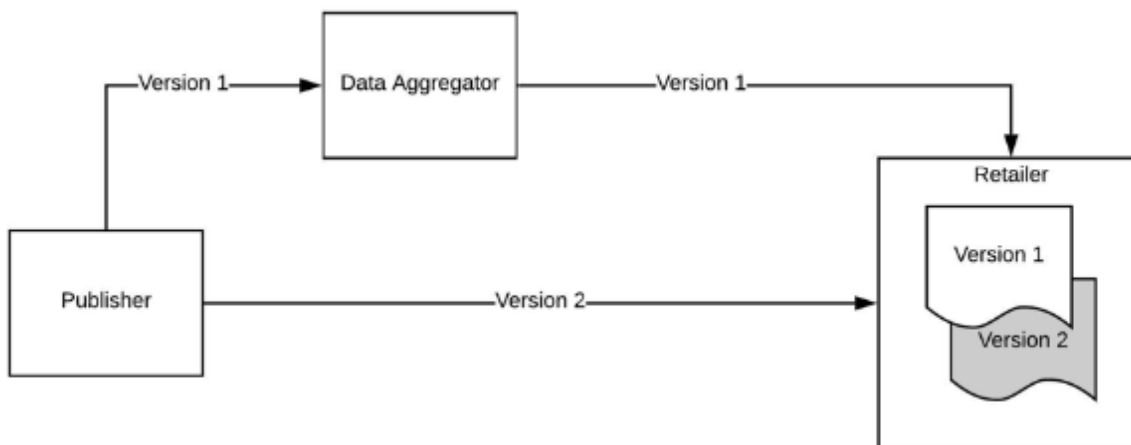 Version 1
Data Aggregator
Version 1
Retailer
Version 1
Publisher
Version 2
Version 2